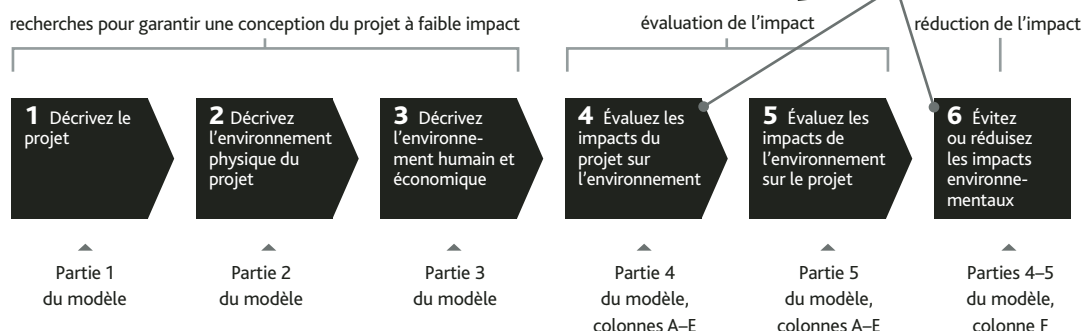 recherches pour garantir une conception du projet à faible impact
évaluation de l'impact
réduction de l'impact
1 Décrivez le
projet
2 Décrivez
l'environnement
physique du
projet
3 Décrivez
l'environne-
ment humain et
économique
4 Évaluez les
impacts du
projet sur
l'environnement
5 Évaluez les
impacts de
l'environnement
sur le projet
6 Évitez
ou réduisez
les impacts
environne-
mentaux
Partie 1
du modèle
Partie 2
du modèle
Partie 3
du modèle
Partie 4
du modèle,
colonnes A–E
Partie 5
du modèle,
colonnes A–E
Parties 4–5
du modèle,
colonne F